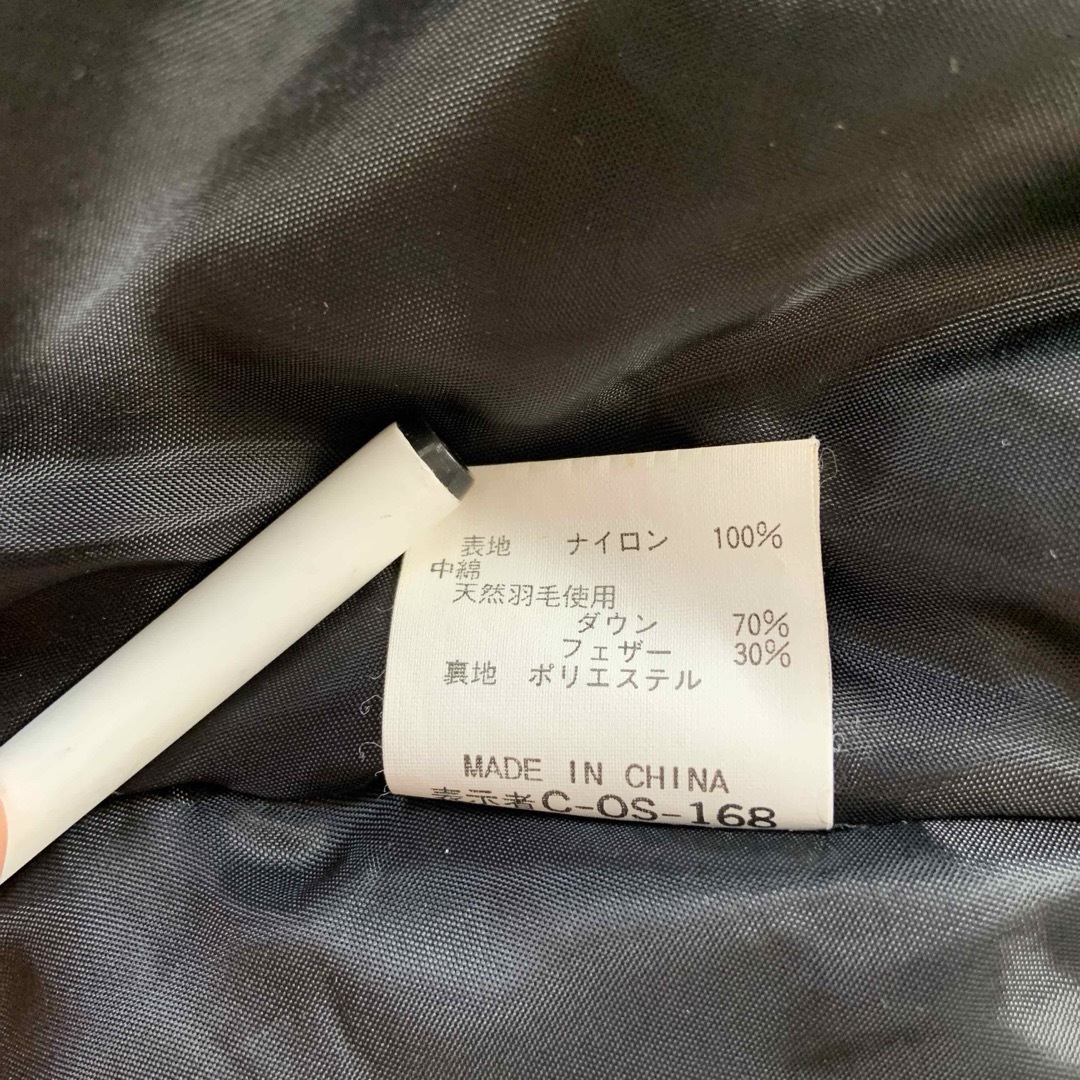 表地 ナイロン 100%
中綿
天然羽毛使用
ダウン 70%
フェザー 30%
裏地 ポリエステル
MADE IN CHINA
表示者C-OS-168